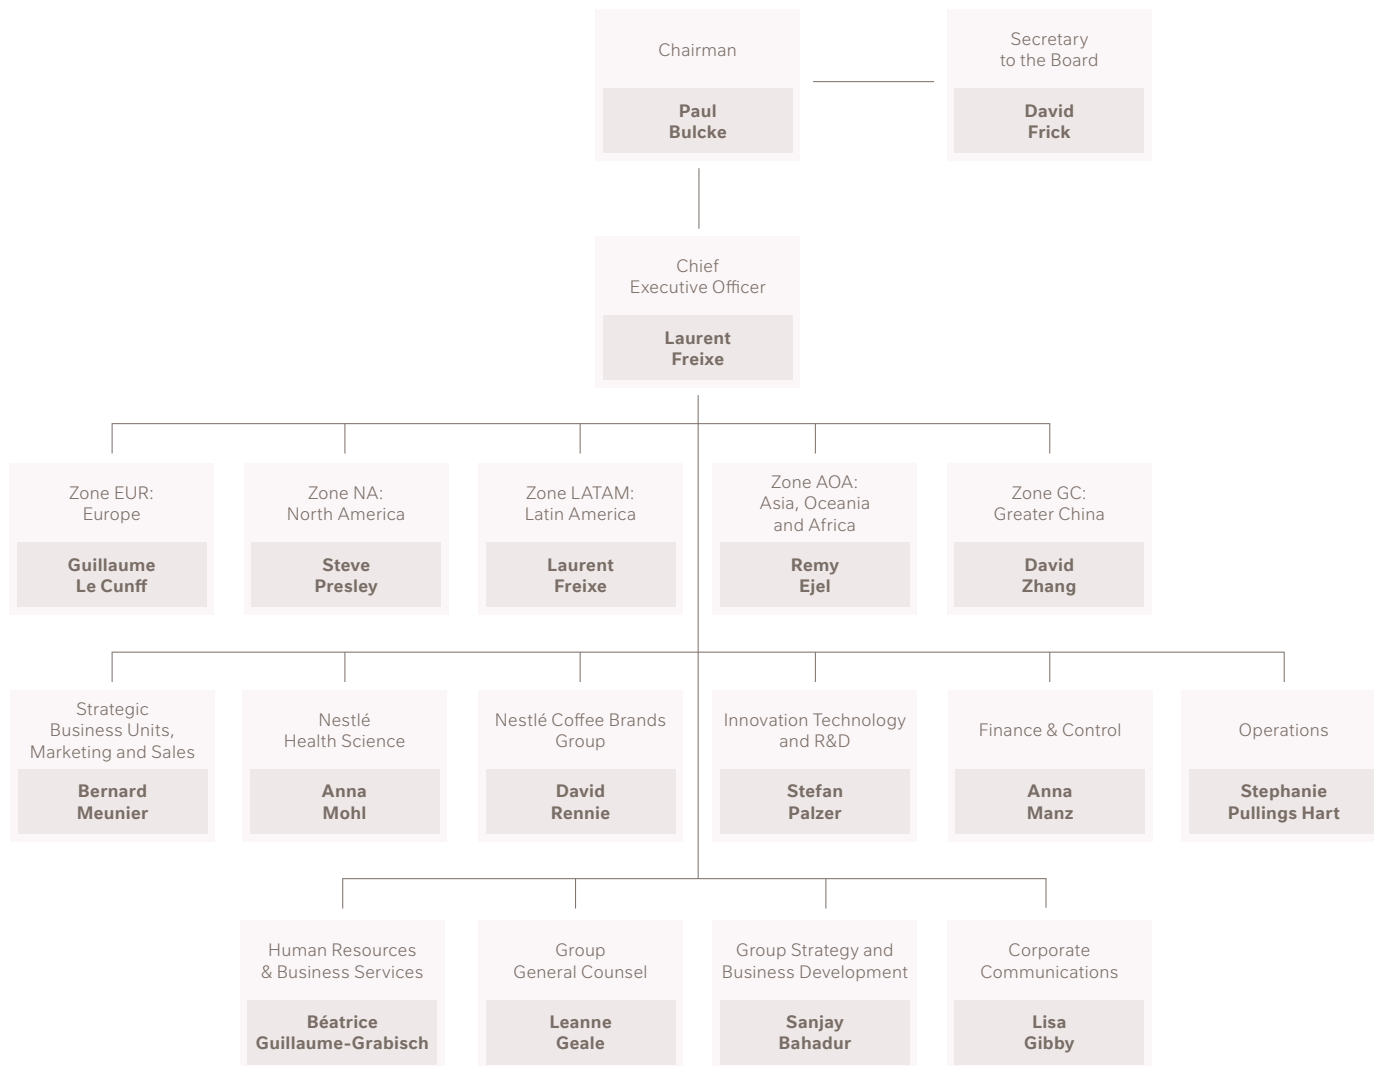 Chairman
Paul
Bulcke
Secretary
to the Board
David
Frick
Chief
Executive Officer
Laurent
Freixe
Zone EUR:
Europe
Guillaume
Le Cunff
Zone NA:
North America
Steve
Presley
Zone LATAM:
Latin America
Laurent
Freixe
Zone AOA:
Asia, Oceania
and Africa
Remy
Ejel
Zone GC:
Greater China
David
Zhang
Strategic
Business Units,
Marketing and Sales
Bernard
Meunier
Nestlé
Health Science
Anna
Mohl
Nestlé Coffee Brands
Group
David
Rennie
Innovation Technology
and R&D
Stefan
Palzer
Finance & Control
Anna
Manz
Operations
Stephanie
Pullings Hart
Human Resources
& Business Services
Béatrice
Guillaume-Grabisch
Group
General Counsel
Leanne
Geale
Group Strategy and
Business Development
Sanjay
Bahadur
Corporate
Communications
Lisa
Gibby